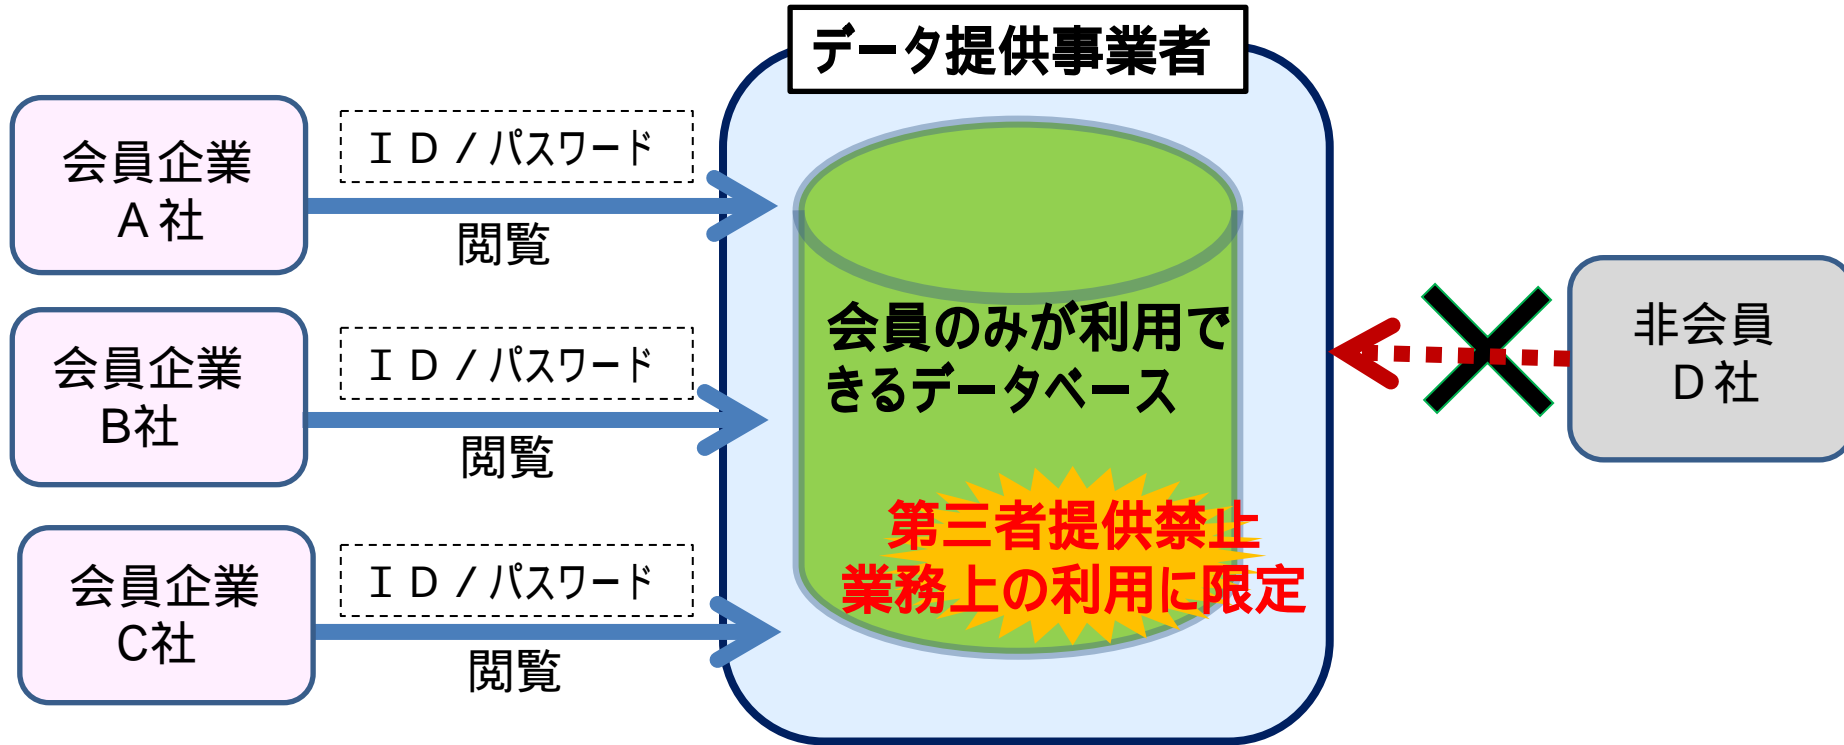 データ提供事業者
会員企業
A社
ＩＤ/パスワード
閲覧
会員企業
B社
ＩＤ/パスワード
閲覧
会員企業
C社
ＩＤ/パスワード
閲覧
会員のみが利用で
きるデータベース
第三者提供禁止
業務上の利用に限定
非会員
D社